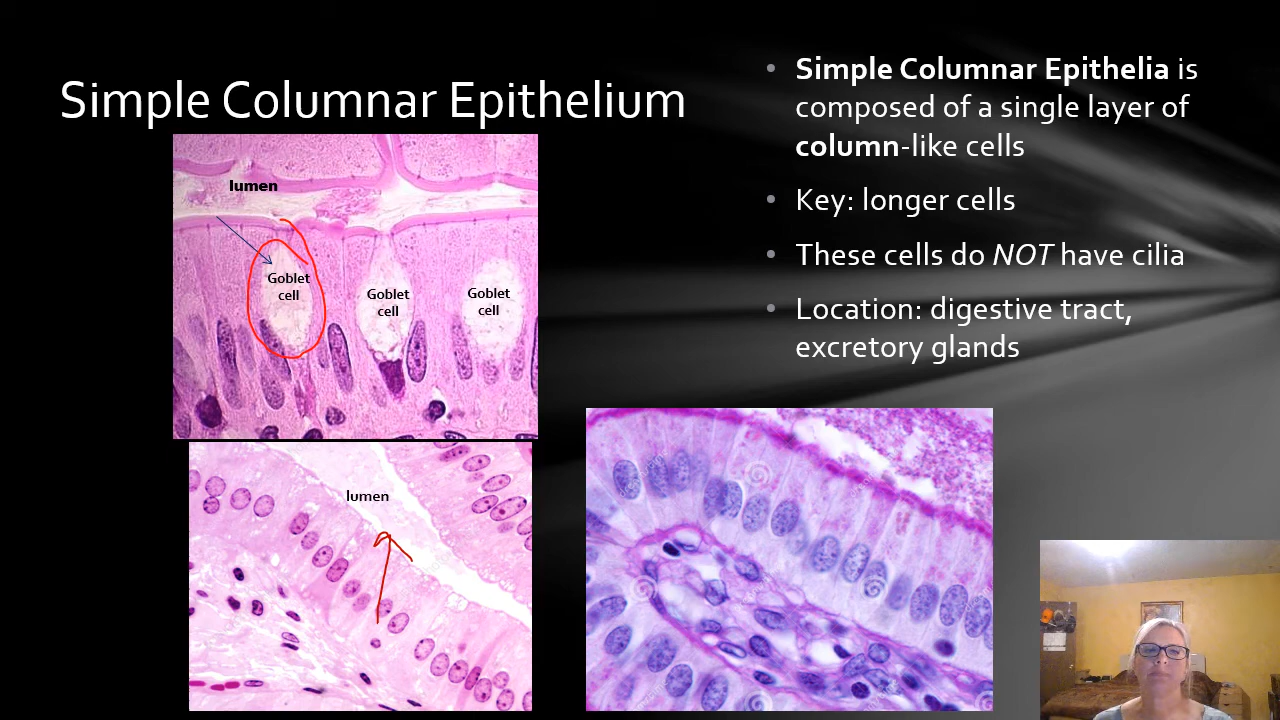 Simple Columnar Epithelium
lumen
Goblet
cell
Goblet
cell
Goblet
cell
lumen
Simple Columnar Epithelia is
composed of a single layer of
column-like cells
Key: longer cells
These cells do NOT have cilia
Location: digestive tract,
excretory glands